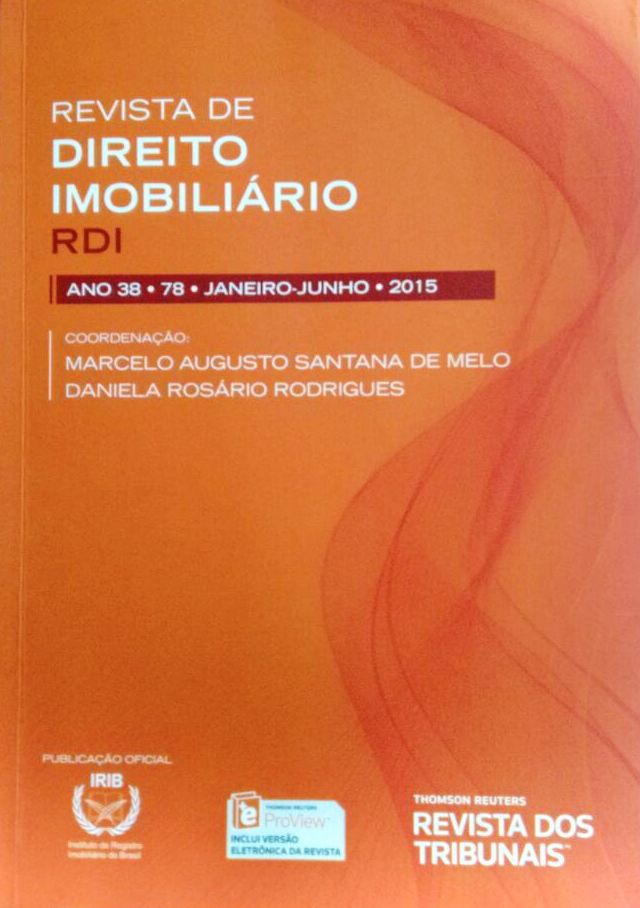 REVISTA DE
DIREITO
IMOBILIÁRIO
RDI
ANO 38 • 78 • JANEIRO-JUNHO • 2015
COORDENAÇÃO:
MARCELO AUGUSTO SANTANA DE MELO
DANIELA ROSÁRIO RODRIGUES
PUBLICAÇÃO OFICIAL
IRIB
Instituto de Registro
Imobiliário do Brasil
THOMSON REUTERS
ProView™
INCLUI VERSÃO
ELETRÔNICA DA REVISTA
THOMSON REUTERS
REVISTA DOS
TRIBUNAIS™